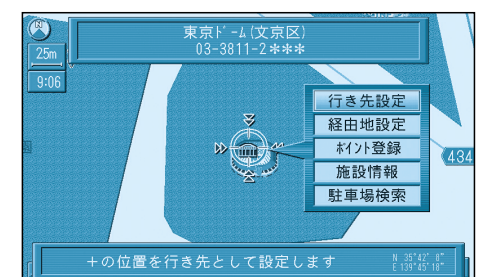 東京ﾄﾞｰﾑ(文京区)
03-3811-2＊＊＊
25m
9:06
行き先設定
経由地設定
ﾎﾟｲﾝﾄ登録
施設情報
駐車場検索
434
＋の位置を行き先として設定します
N 35°42' 8"
E 139°45'18"